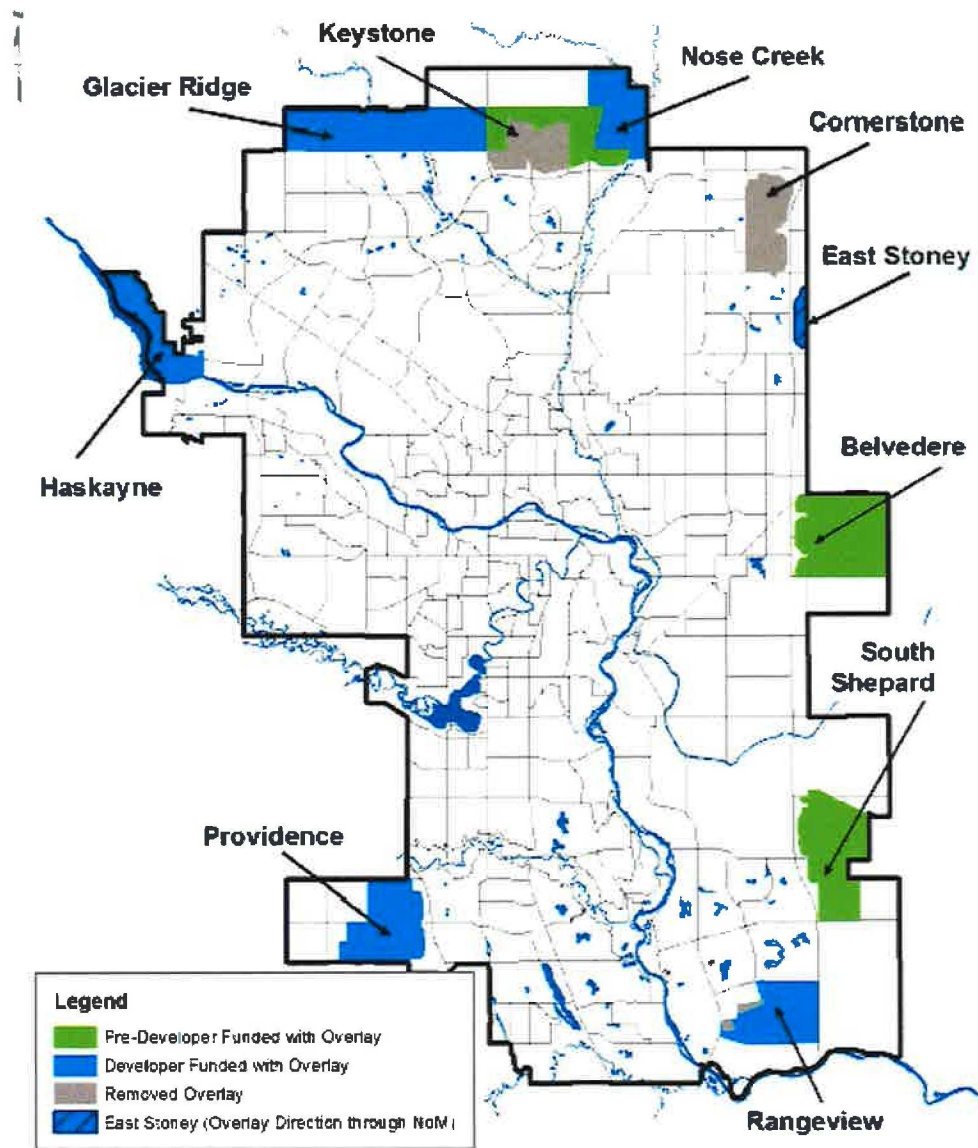 Keystone
Nose Creek
Glacier Ridge
Cornerstone
East Stoney
Belvedere
Haskayne
South
Shepard
Providence
Legend
Pre-Developer Funded with Overlay
Developer Funded with Overlay
Removed Overlay
East Stoney (Overlay Direction through NoM)
Rangeview